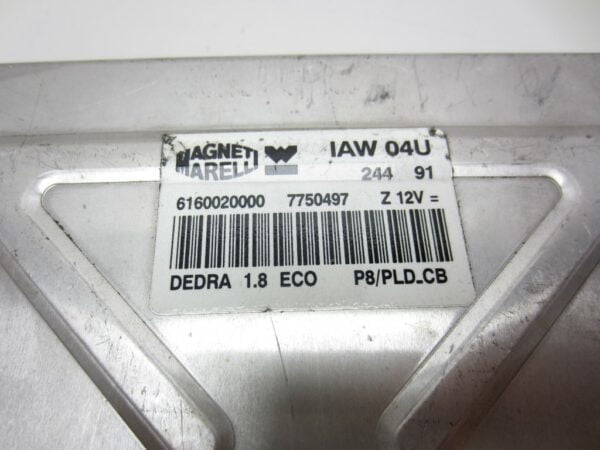 MAGNETI
MARELLI
IAW 04U
244 91
6160020000 7750497 Z 12V =
DEDRA 1.8 ECO P8/PLD_CB